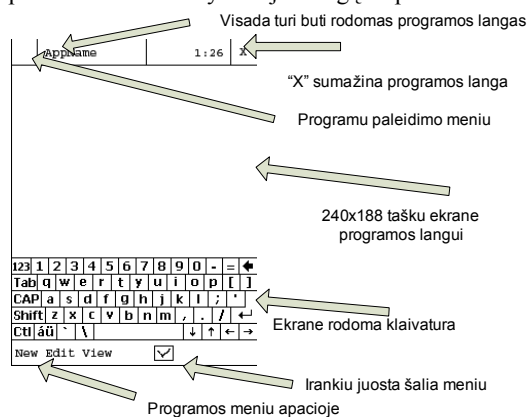 Visada turi buti rodomas programos langas
AppName 1:26 X
“X” sumažina programos langa
Programu paleidimo meniu
240x188 tašku ekrane
programos langui
123 1 2 3 4 5 6 7 8 9 0 - = 🡄
Tab q w e r t y u i o p [ ]
CAP a s d f g h j k l ; '
Shift z x c v b n m , . / ↵
Ctl áü ` \ ↓ ↑ ← →
Ekrane rodoma klaivatura
New Edit View
Irankiu juosta šalia meniu
Programos meniu apacioje